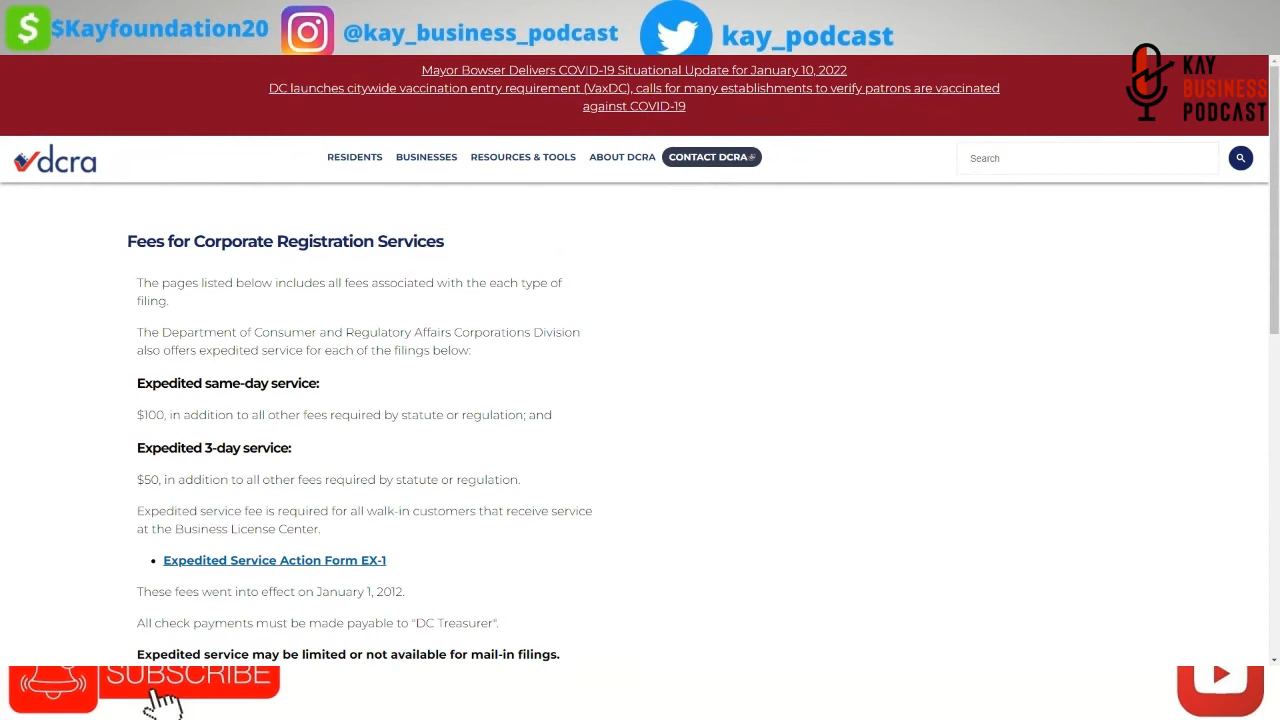 $Kayfoundation20 @kay_business_podcast kay_podcast
Mayor Bowser Delivers COVID-19 Situational Update for January 10, 2022
DC launches citywide vaccination entry requirement (VaxDC), calls for many establishments to verify patrons are vaccinated
against COVID-19
KAY
BUSINESS
PODCAST
dcra RESIDENTS BUSINESSES RESOURCES & TOOLS ABOUT DCRA CONTACT DCRA Search
Fees for Corporate Registration Services
The pages listed below includes all fees associated with the each type of
filing.
The Department of Consumer and Regulatory Affairs Corporations Division
also offers expedited service for each of the filings below:
Expedited same-day service:
$100, in addition to all other fees required by statute or regulation; and
Expedited 3-day service:
$50, in addition to all other fees required by statute or regulation.
Expedited service fee is required for all walk-in customers that receive service
at the Business License Center.
• Expedited Service Action Form EX-1
These fees went into effect on January 1, 2012.
All check payments must be made payable to "DC Treasurer".
Expedited service may be limited or not available for mail-in filings.
SUBSCRIBE